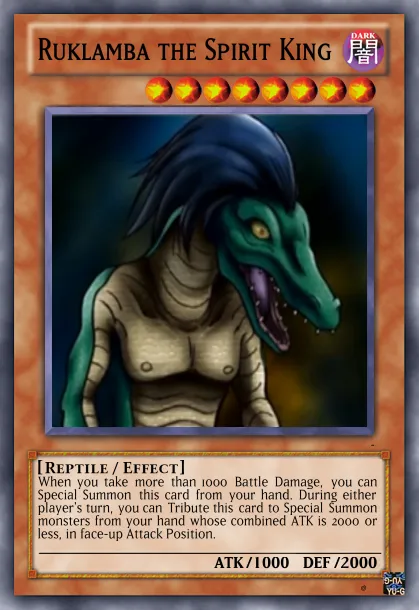 RUKLAMBA THE SPIRIT KING
DARK
闇
[REPTILE / EFFECT]
When you take more than 1000 Battle Damage, you can
Special Summon this card from your hand. During either
player's turn, you can Tribute this card to Special Summon
monsters from your hand whose combined ATK is 2000 or
less, in face-up Attack Position.
ATK/1000 DEF/2000